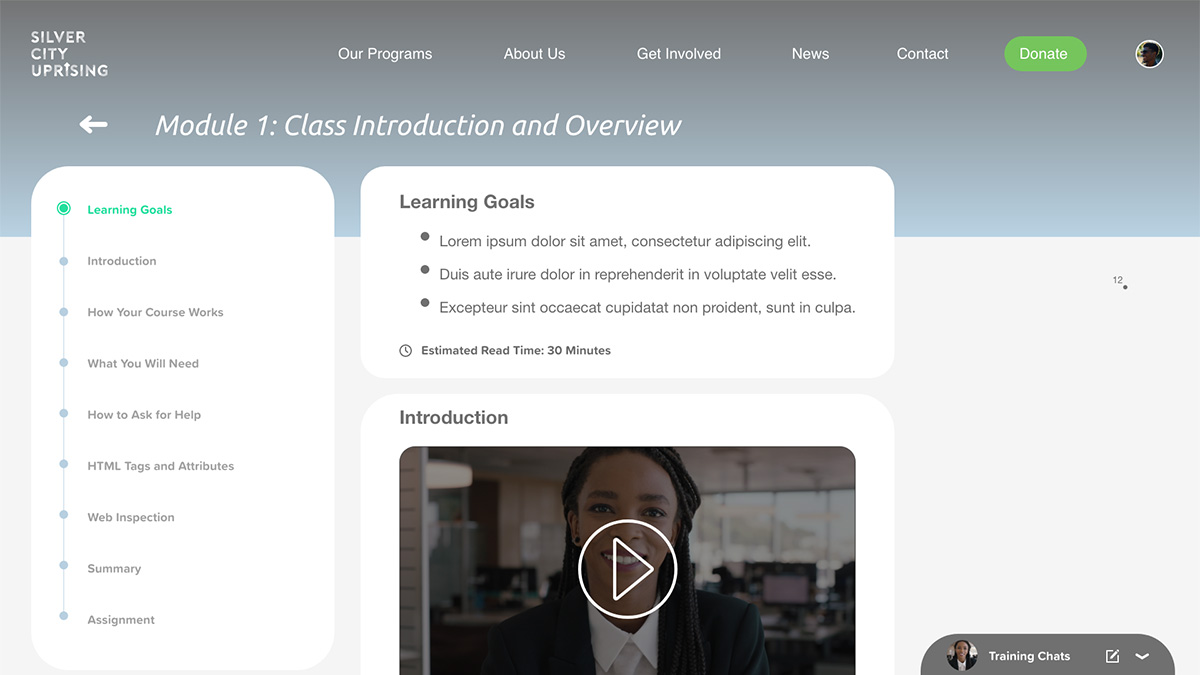 SILVER
CITY
UPRISING
Our Programs
About Us
Get Involved
News
Contact
Donate
Module 1: Class Introduction and Overview
Learning Goals
Introduction
How Your Course Works
What You Will Need
How to Ask for Help
HTML Tags and Attributes
Web Inspection
Summary
Assignment
Learning Goals
Lorem ipsum dolor sit amet, consectetur adipiscing elit.
Duis aute irure dolor in reprehenderit in voluptate velit esse.
Excepteur sint occaecat cupidatat non proident, sunt in culpa.
Estimated Read Time: 30 Minutes
Introduction
12
Training Chats